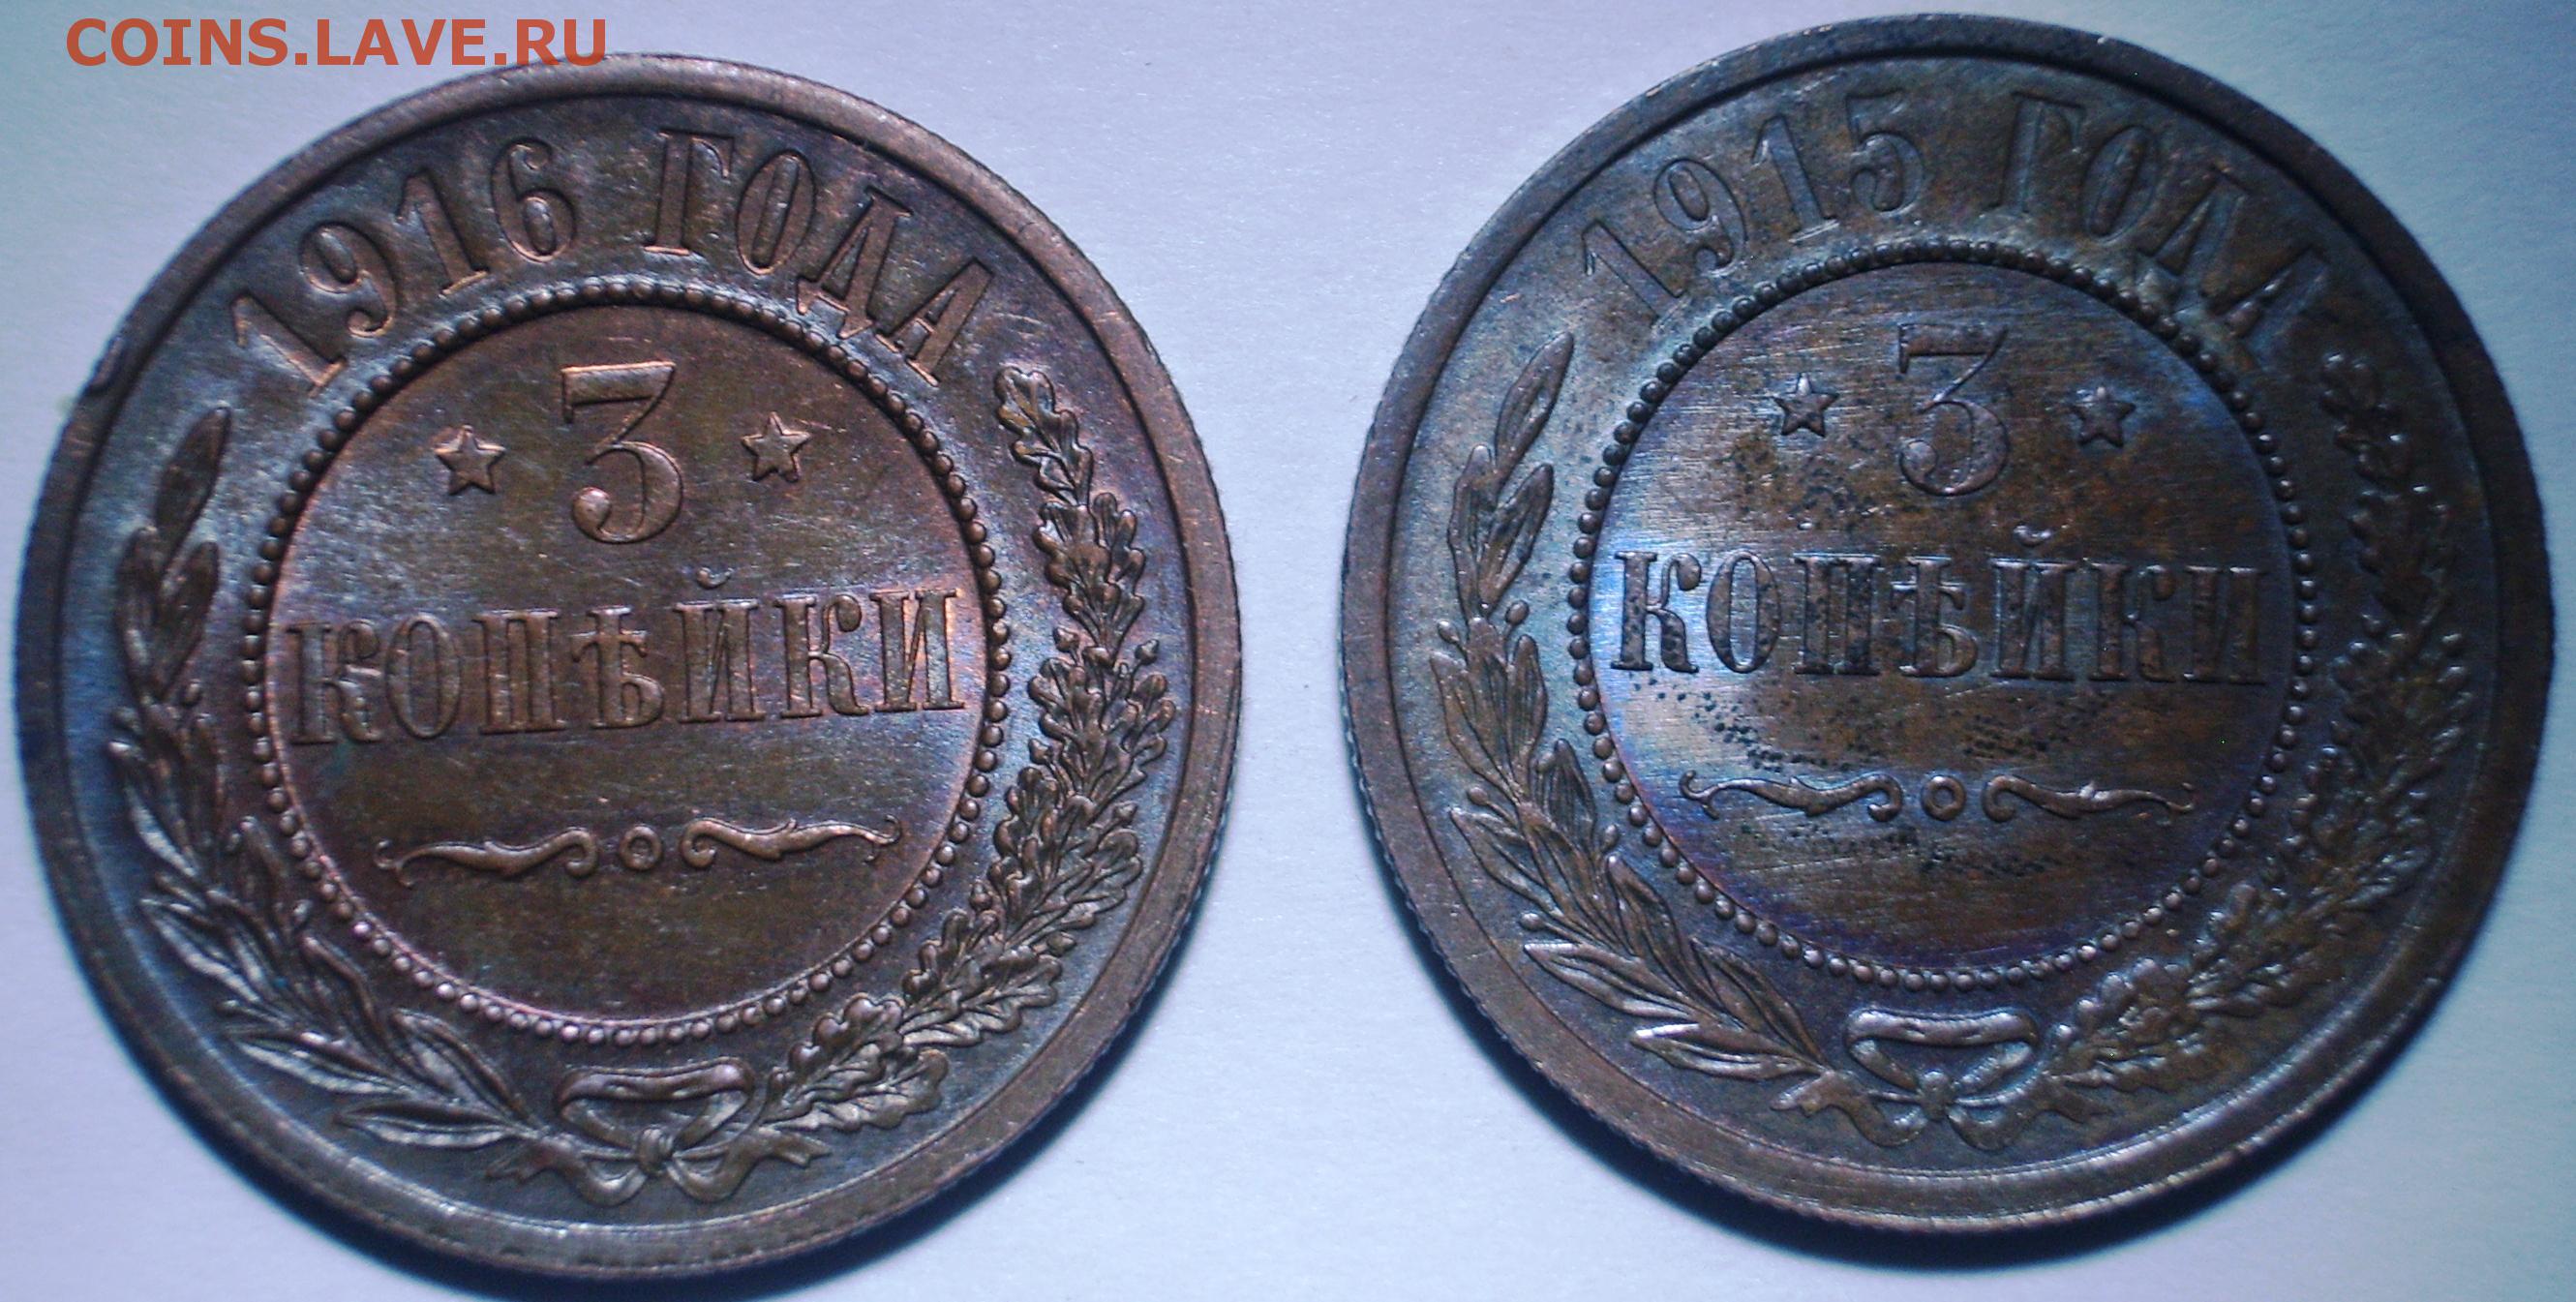 COINS.LAVE.RU
1916 ГОДА
3
КОПѢЙКИ
1915 ГОДА
3
КОПѢЙКИ